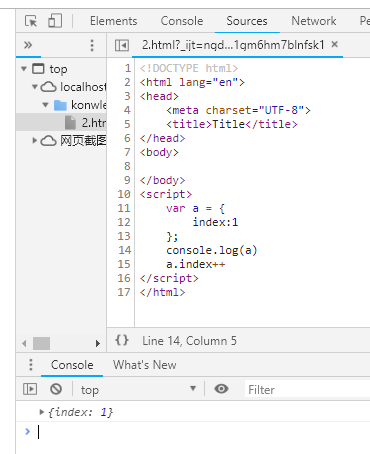 Elements Console Sources Network
»
2.html?_ijt=nqd...1qm6hm7blnfsk1 ×
top
localhost
konwle
2.htm
网页截图
1 <!DOCTYPE html>
2 <html lang="en">
3 <head>
4 <meta charset="UTF-8">
5 <title>Title</title>
6 </head>
7 <body>
8
9 </body>
10 <script>
11 var a = {
12 index:1
13 };
14 console.log(a)
15 a.index++
16 </script>
17 </html>
{} Line 14, Column 5
Console What's New
top Filter
{index: 1}
>